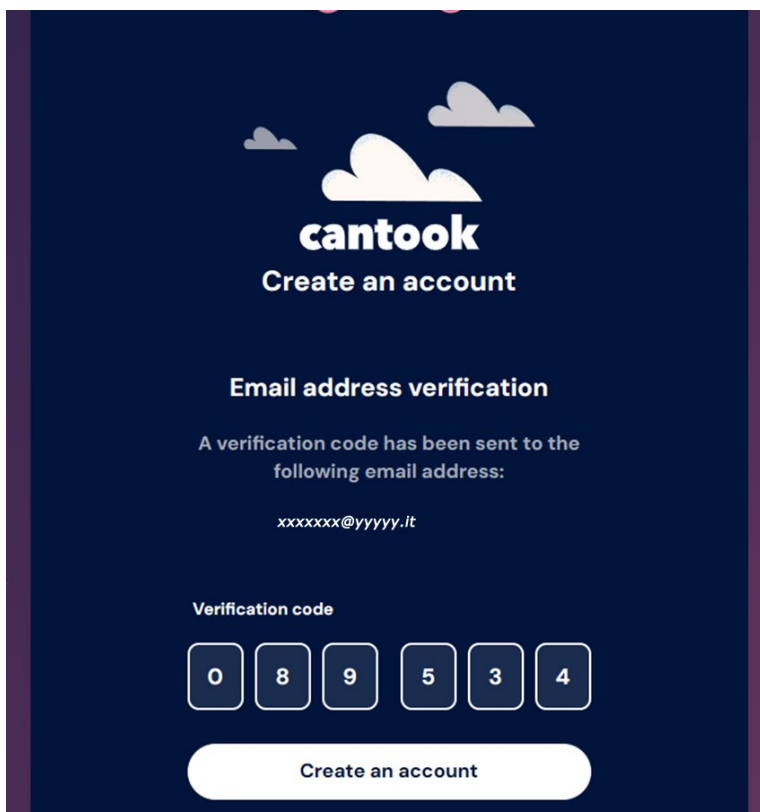 cantook
Create an account
Email address verification
A verification code has been sent to the
following email address:
xxxxxxx@yyyyy.it
Verification code
0 8 9 5 3 4
Create an account